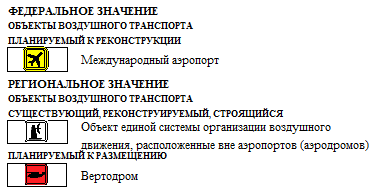 ФЕДЕРАЛЬНОЕ ЗНАЧЕНИЕ
ОБЪЕКТЫ ВОЗДУШНОГО ТРАНСПОРТА
ПЛАНИРУЕМЫЙ К РЕКОНСТРУКЦИИ
Международный аэропорт
РЕГИОНАЛЬНОЕ ЗНАЧЕНИЕ
ОБЪЕКТЫ ВОЗДУШНОГО ТРАНСПОРТА
СУЩЕСТВУЮЩИЙ, РЕКОНСТРУИРУЕМЫЙ, СТРОЯЩИЙСЯ
Объект единой системы организации воздушного
движения, расположенные вне аэропортов (аэродромов)
ПЛАНИРУЕМЫЙ К РАЗМЕЩЕНИЮ
Вертодром